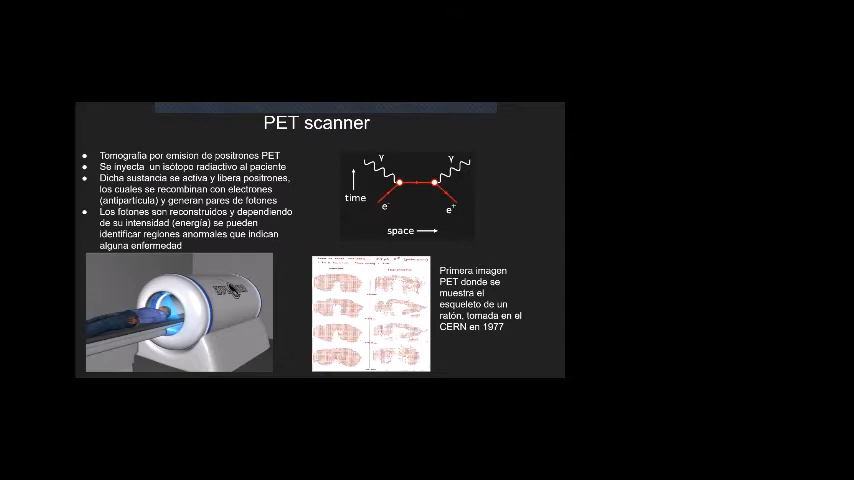 PET scanner
● Tomografia por emision de positrones PET
● Se inyecta un isótopo radiactivo al paciente
● Dicha sustancia se activa y libera positrones,
los cuales se recombinan con electrones
(antipartícula) y generan pares de fotones
● Los fotones son reconstruidos y dependiendo
de su intensidad (energía) se pueden
identificar regiones anormales que indican
alguna enfermedad
γ γ
time
e⁻ e⁺
space
Primera imagen
PET donde se
muestra el
esqueleto de un
ratón, tomada en el
CERN en 1977